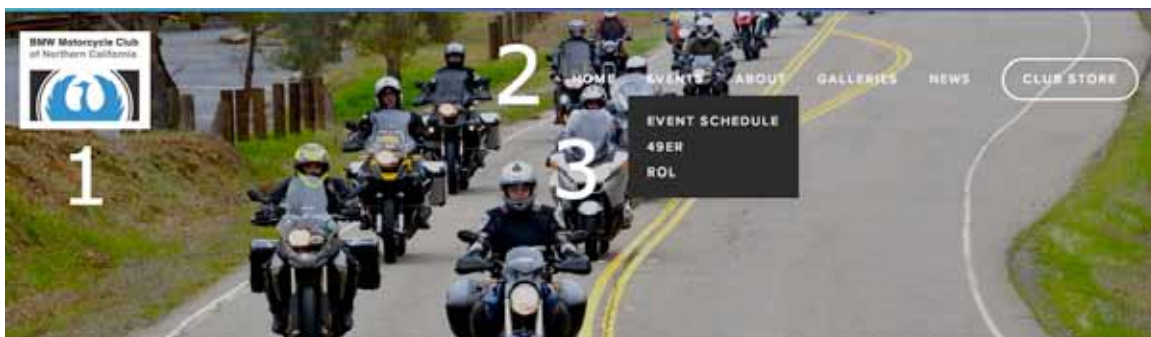 BMW Motorcycle Club
of Northern California
1
2
HOME EVENTS ABOUT GALLERIES NEWS CLUB STORE
EVENT SCHEDULE
3
49ER
ROL